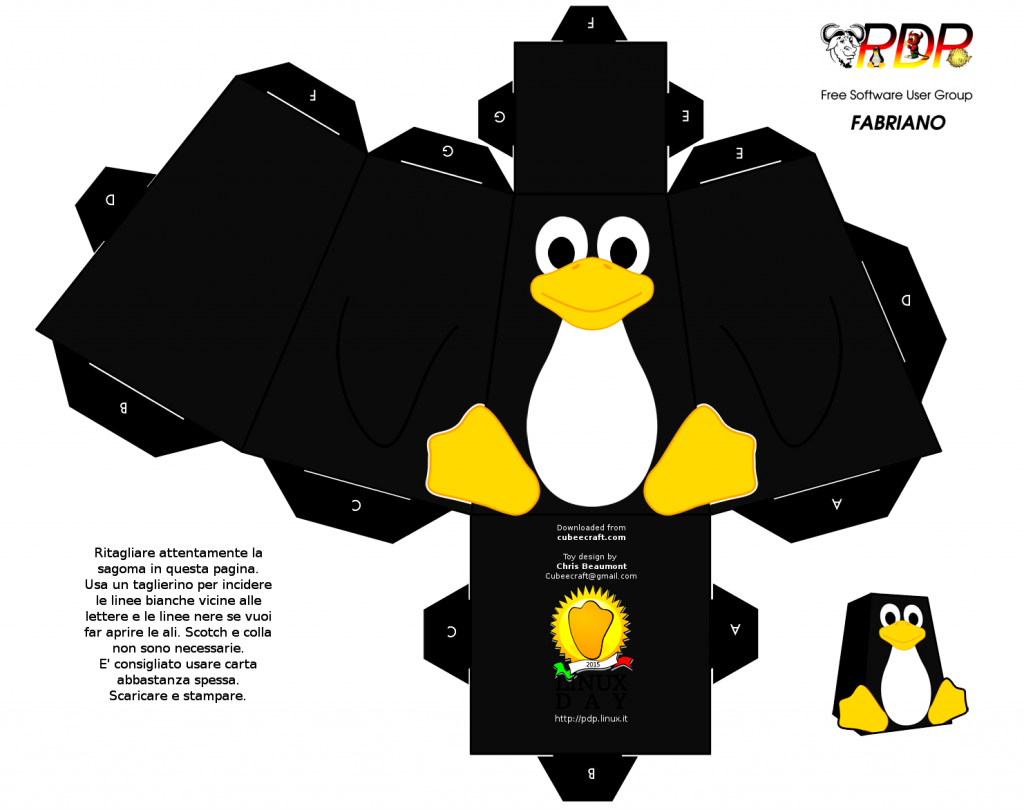 F
PDP
Free Software User Group
FABRIANO
F
G
G
E
E
D
D
B
C
A
Downloaded from
cubeecraft.com
Toy design by
Chris Beaumont
Cubeecraft@gmail.com
C
A
2015
LINUX
DAY
http://pdp.linux.it
B
Ritagliare attentamente la
sagoma in questa pagina.
Usa un taglierino per incidere
le linee bianche vicine alle
lettere e le linee nere se vuoi
far aprire le ali. Scotch e colla
non sono necessarie.
E' consigliato usare carta
abbastanza spessa.
Scaricare e stampare.